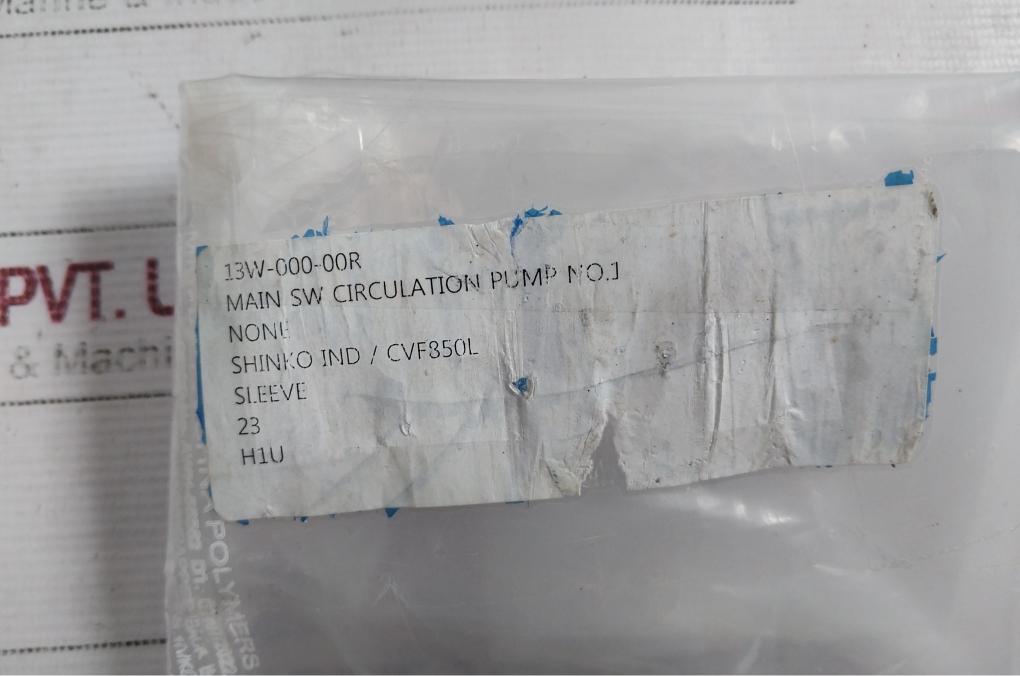 PVT. U
& Machi
13W-000-00R
MAIN SW CIRCULATION PUMP NO.1
NONE
SHINKO IND / CVF850L
SLEEVE
23
H1U
POLYMERS